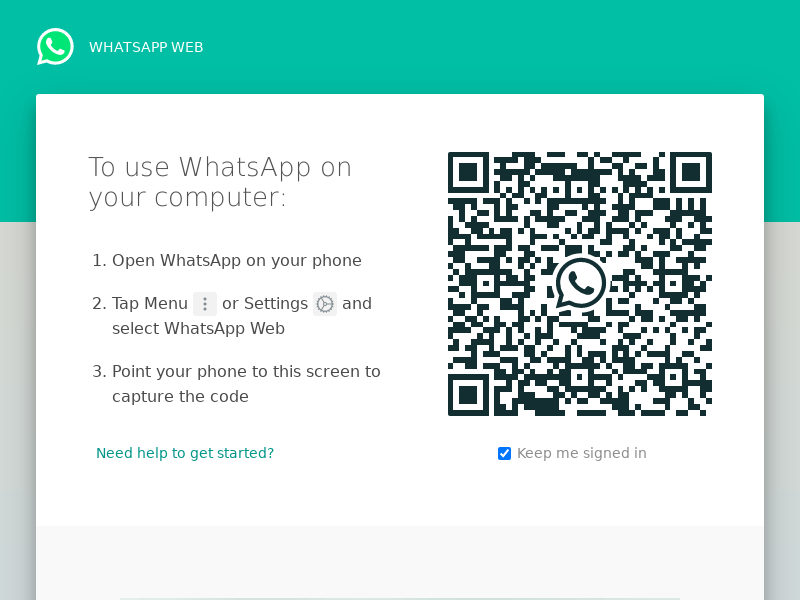 WHATSAPP WEB
To use WhatsApp on
your computer:
1. Open WhatsApp on your phone
2. Tap Menu or Settings and
select WhatsApp Web
3. Point your phone to this screen to
capture the code
Need help to get started?
Keep me signed in